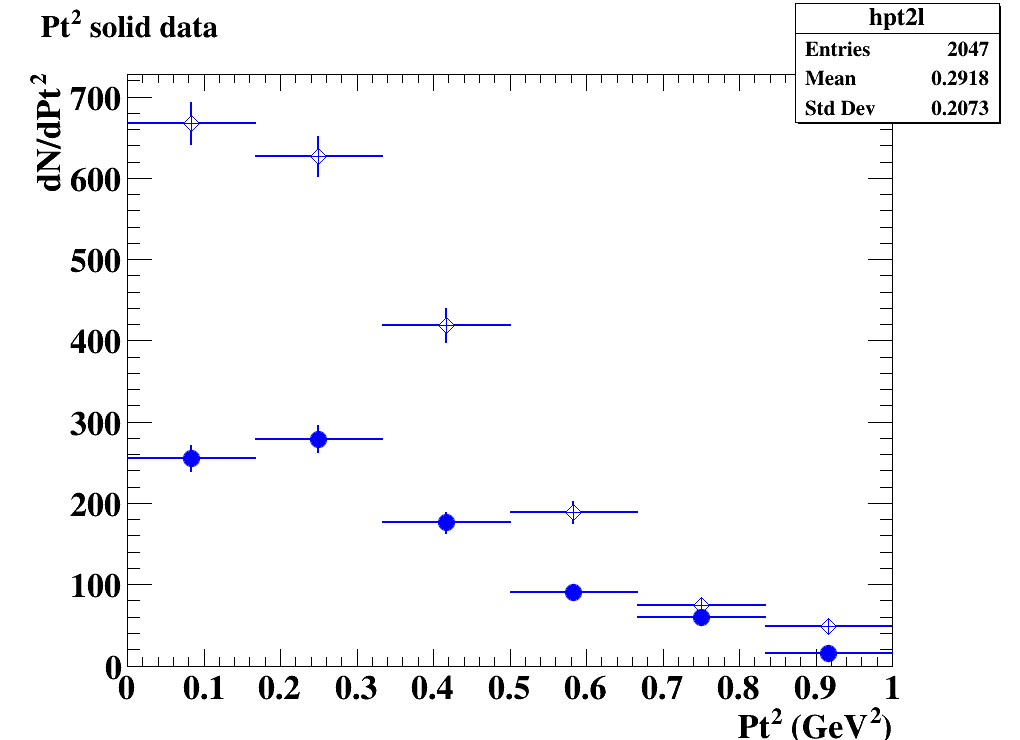 Pt² solid data
hpt2l
Entries 2047
Mean 0.2918
Std Dev 0.2073
dN/dPt²
700
600
500
400
300
200
100
0
0 0.1 0.2 0.3 0.4 0.5 0.6 0.7 0.8 0.9 1
Pt² (GeV²)